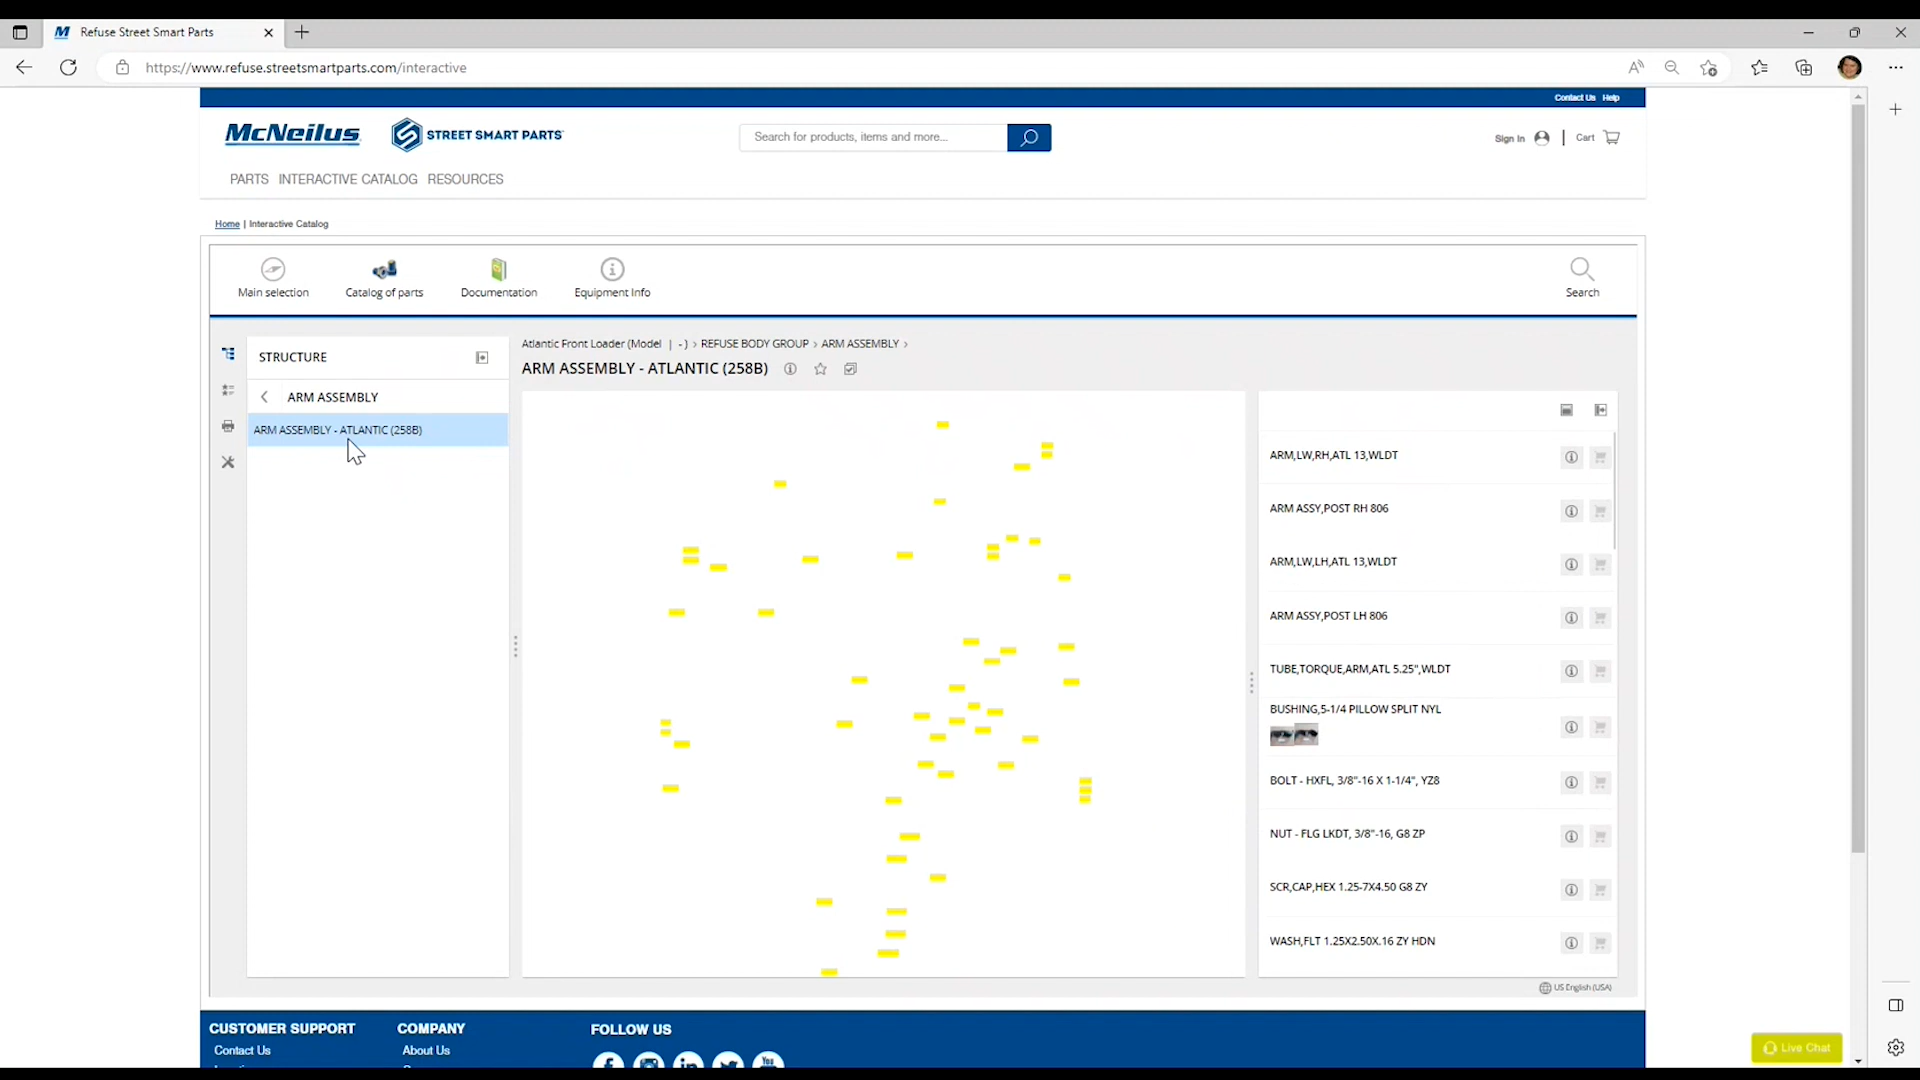 Refuse Street Smart Parts
https://www.refuse.streetsmartparts.com/interactive
Contact Us Help
McNeilus STREET SMART PARTS
Search for products, items and more...
Sign In | Cart
PARTS INTERACTIVE CATALOG RESOURCES
Home | Interactive Catalog
Main selection Catalog of parts Documentation Equipment Info Search
STRUCTURE
ARM ASSEMBLY
ARM ASSEMBLY - ATLANTIC (258B)
Atlantic Front Loader (Model | - ) › REFUSE BODY GROUP › ARM ASSEMBLY ›
ARM ASSEMBLY - ATLANTIC (258B)
ARM,LW,RH,ATL 13,WLDT
ARM ASSY,POST RH 806
ARM,LW,LH,ATL 13,WLDT
ARM ASSY,POST LH 806
TUBE,TORQUE,ARM,ATL 5.25",WLDT
BUSHING,5-1/4 PILLOW SPLIT NYL
BOLT - HXFL, 3/8"-16 X 1-1/4", YZ8
NUT - FLG LKDT, 3/8"-16, G8 ZP
SCR,CAP,HEX 1.25-7X4.50 G8 ZY
WASH,FLT 1.25X2.50X.16 ZY HDN
US English (USA)
CUSTOMER SUPPORT COMPANY FOLLOW US
Contact Us About Us
Live Chat